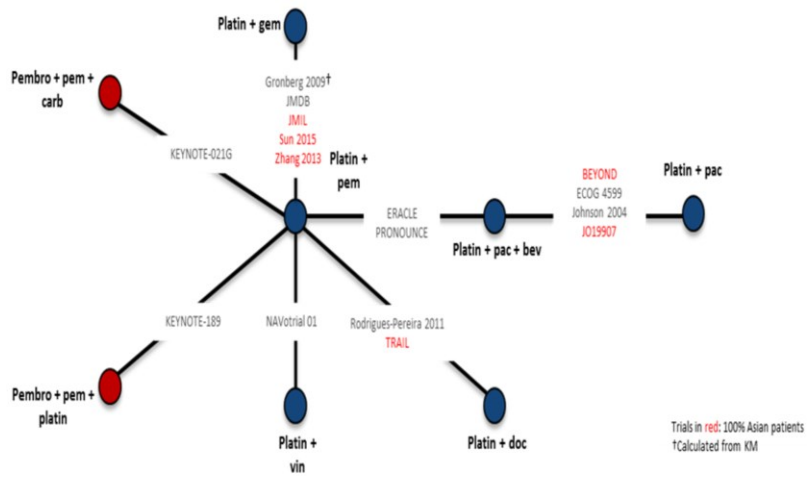 Platin + gem
Pembro + pem +
carb
Gronberg 2009†
JMDB
JMIL
Sun 2015
Zhang 2013
KEYNOTE-021G
Platin +
pem
ERACLE
PRONOUNCE
Platin + pac + bev
BEYOND
ECOG 4599
Johnson 2004
JO19907
Platin + pac
KEYNOTE-189
NAVotrial 01
Rodrigues-Pereira 2011
TRAIL
Pembro + pem +
platin
Platin +
vin
Platin + doc
Trials in red: 100% Asian patients
†Calculated from KM